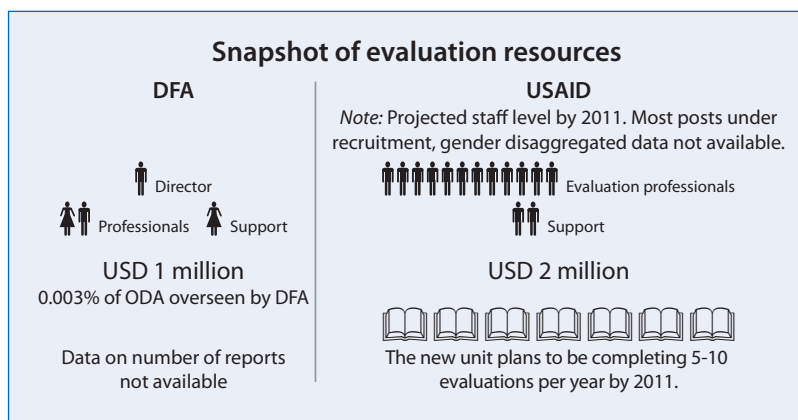 Snapshot of evaluation resources
DFA
Director
Professionals
Support
USD 1 million
0.003% of ODA overseen by DFA
Data on number of reports
not available
USAID
Note: Projected staff level by 2011. Most posts under
recruitment, gender disaggregated data not available.
Evaluation professionals
Support
USD 2 million
The new unit plans to be completing 5-10
evaluations per year by 2011.